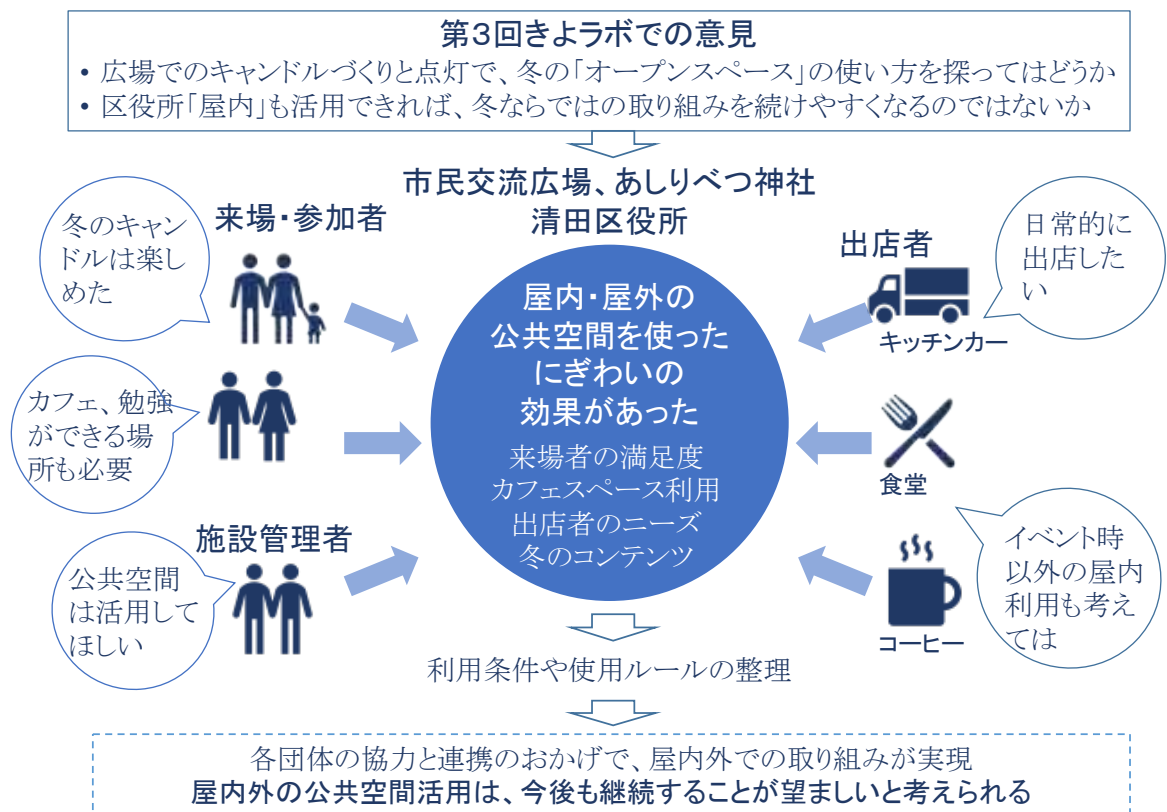 第3回きよラボでの意見
• 広場でのキャンドルづくりと点灯で、冬の「オープンスペース」の使い方を探ってはどうか
• 区役所「屋内」も活用できれば、冬ならではの取り組みを続けやすくなるのではないか
市民交流広場、あしりべつ神社
清田区役所
来場・参加者
冬のキャン
ドルは楽し
めた
カフェ、勉強
ができる場
所も必要
施設管理者
公共空間
は活用して
ほしい
屋内・屋外の
公共空間を使った
にぎわいの
効果があった
来場者の満足度
カフェスペース利用
出店者のニーズ
冬のコンテンツ
出店者
日常的に
出店した
い
キッチンカー
食堂
イベント時
以外の屋内
利用も考え
ては
コーヒー
利用条件や使用ルールの整理
各団体の協力と連携のおかげで、屋内外での取り組みが実現
屋内外の公共空間活用は、今後も継続することが望ましいと考えられる